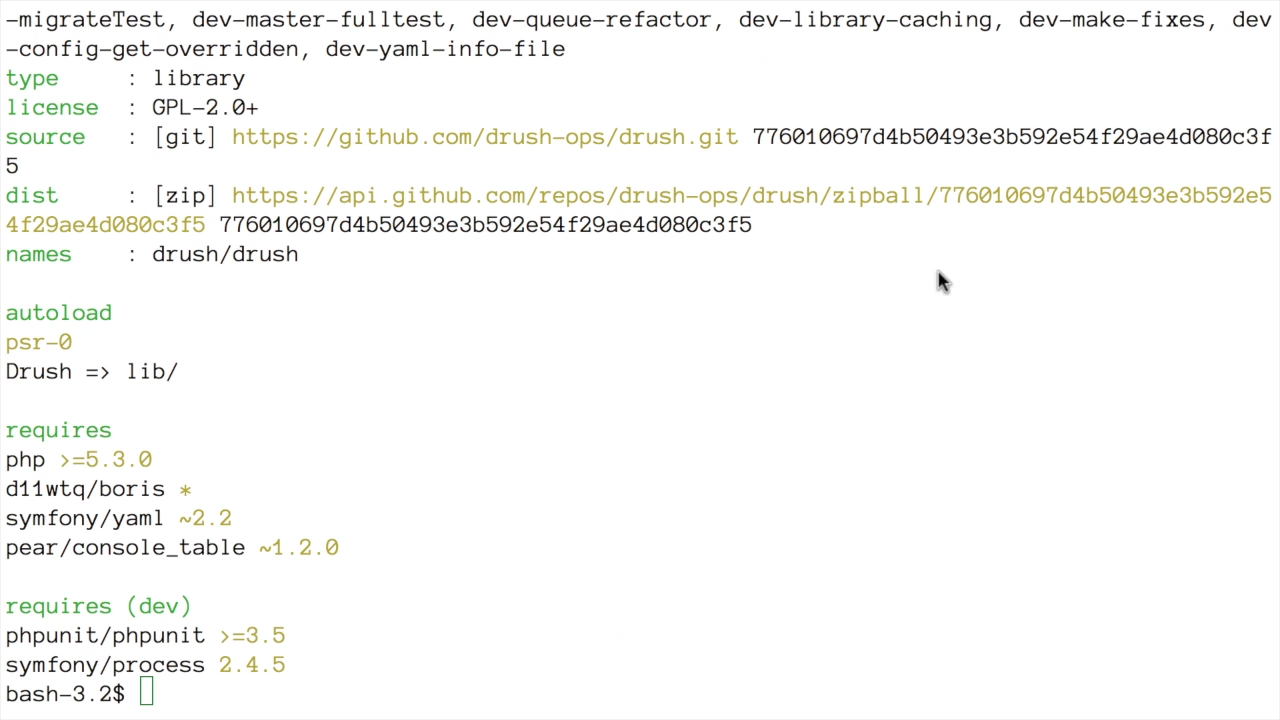 -migrateTest, dev-master-fulltest, dev-queue-refactor, dev-library-caching, dev-make-fixes, dev
-config-get-overridden, dev-yaml-info-file
type     : library
license  : GPL-2.0+
source   : [git] https://github.com/drush-ops/drush.git 776010697d4b50493e3b592e54f29ae4d080c3f
5
dist     : [zip] https://api.github.com/repos/drush-ops/drush/zipball/776010697d4b50493e3b592e5
4f29ae4d080c3f5 776010697d4b50493e3b592e54f29ae4d080c3f5
names    : drush/drush

autoload
psr-0
Drush => lib/

requires
php >=5.3.0
d11wtq/boris *
symfony/yaml ~2.2
pear/console_table ~1.2.0

requires (dev)
phpunit/phpunit >=3.5
symfony/process 2.4.5
bash-3.2$